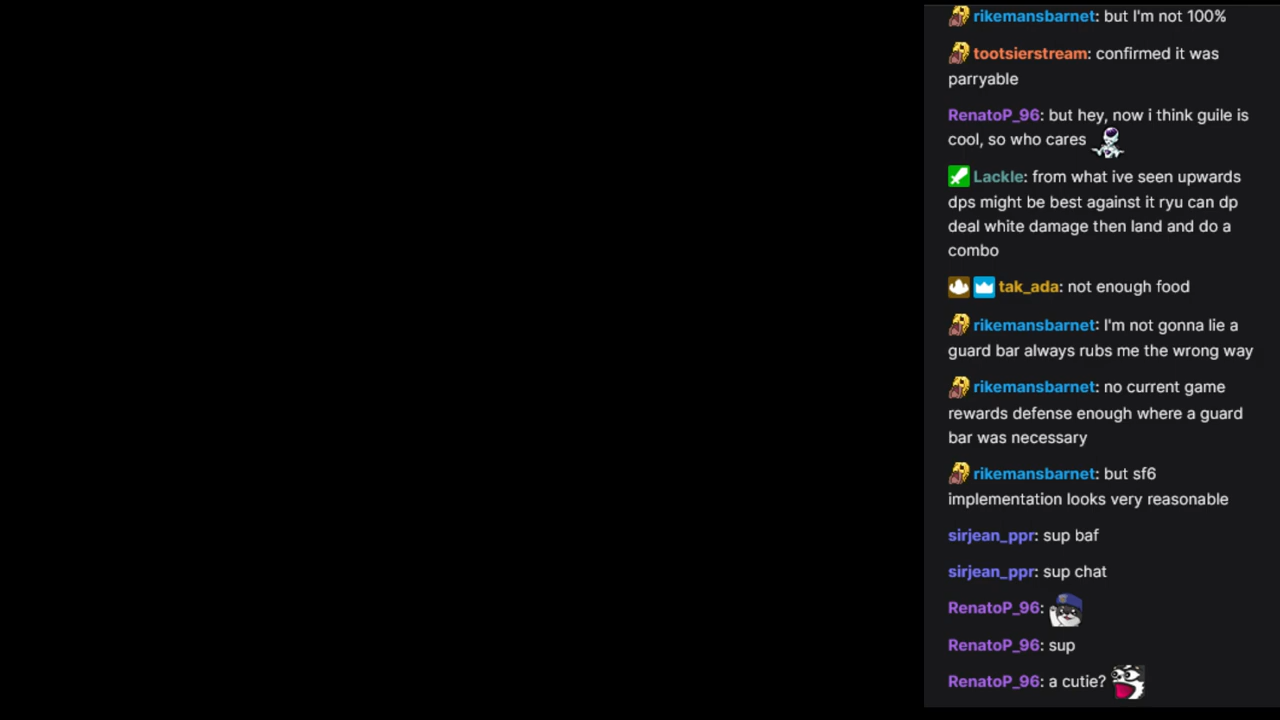 rikemansbarnet: but I'm not 100%
tootsierstream: confirmed it was
parryable
RenatoP_96: but hey, now i think guile is
cool, so who cares
Lackle: from what ive seen upwards
dps might be best against it ryu can dp
deal white damage then land and do a
combo
tak_ada: not enough food
rikemansbarnet: I'm not gonna lie a
guard bar always rubs me the wrong way
rikemansbarnet: no current game
rewards defense enough where a guard
bar was necessary
rikemansbarnet: but sf6
implementation looks very reasonable
sirjean_ppr: sup baf
sirjean_ppr: sup chat
RenatoP_96:
RenatoP_96: sup
RenatoP_96: a cutie?